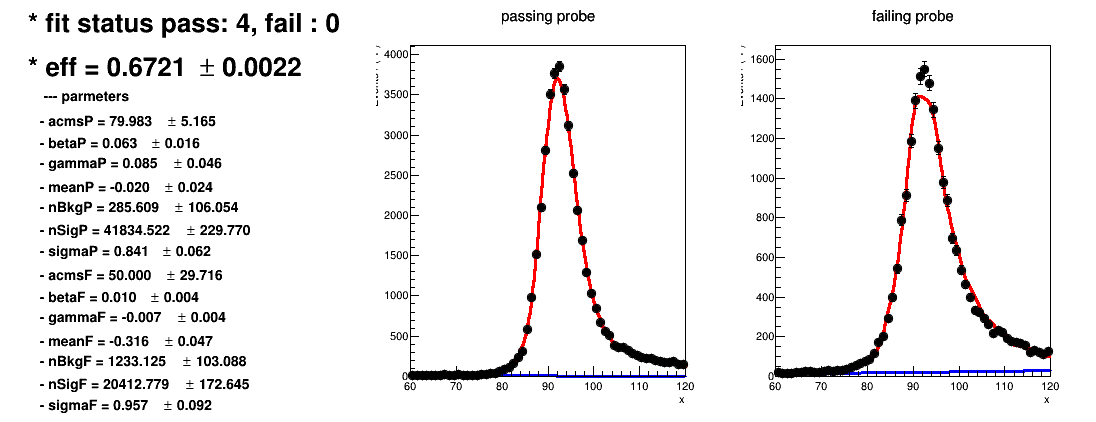 * fit status pass: 4, fail : 0
* eff = 0.6721 ± 0.0022
--- parmeters
- acmsP = 79.983 ± 5.165
- betaP = 0.063 ± 0.016
- gammaP = 0.085 ± 0.046
- meanP = -0.020 ± 0.024
- nBkgP = 285.609 ± 106.054
- nSigP = 41834.522 ± 229.770
- sigmaP = 0.841 ± 0.062
- acmsF = 50.000 ± 29.716
- betaF = 0.010 ± 0.004
- gammaF = -0.007 ± 0.004
- meanF = -0.316 ± 0.047
- nBkgF = 1233.125 ± 103.088
- nSigF = 20412.779 ± 172.645
- sigmaF = 0.957 ± 0.092
passing probe
4000
3500
3000
2500
2000
1500
1000
500
0
60 70 80 90 100 110 120
x
failing probe
1600
1400
1200
1000
800
600
400
200
0
60 70 80 90 100 110 120
x